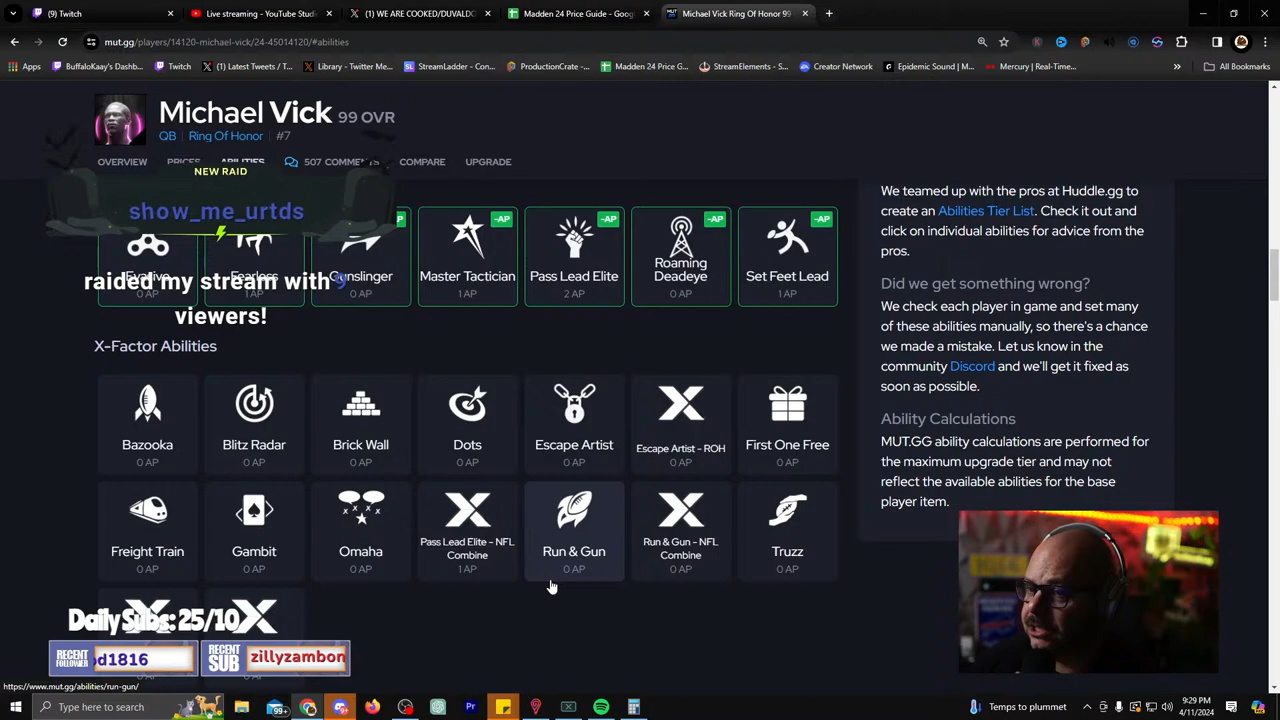 (1) Twitch
Live streaming - YouTube Studi
(1) WE ARE COOKED/DUVALDC
Madden 24 Price Guide - Goog
Michael Vick Ring Of Honor 99
mut.gg/players/14120-michael-vick/24-45014120/#abilities
Apps
BuffaloKaay's Dashb...
Twitch
(1) Latest Tweets / T...
Library - Twitter Me...
StreamLadder - Con...
ProductionCrate - ...
Madden 24 Price G...
StreamElements - S...
Creator Network
Epidemic Sound | M...
Mercury | Real-Time...
All Bookmarks
Michael Vick 99 OVR
QB | Ring Of Honor | #7
OVERVIEW PRICES ABILITIES 507 COMMENTS COMPARE UPGRADE
NEW RAID
show_me_urtds
raided my stream with 9
viewers!
-AP
-AP
-AP
-AP
-AP
Evasive
0 AP
Fearless
1 AP
Gunslinger
0 AP
Master Tactician
1 AP
Pass Lead Elite
2 AP
Roaming
Deadeye
0 AP
Set Feet Lead
1 AP
X-Factor Abilities
Bazooka
0 AP
Blitz Radar
0 AP
Brick Wall
0 AP
Dots
0 AP
Escape Artist
0 AP
Escape Artist - ROH
0 AP
First One Free
0 AP
Freight Train
0 AP
Gambit
0 AP
Omaha
0 AP
Pass Lead Elite - NFL
Combine
1 AP
Run & Gun
0 AP
Run & Gun - NFL
Combine
0 AP
Truzz
0 AP
We teamed up with the pros at Huddle.gg to
create an Abilities Tier List. Check it out and
click on individual abilities for advice from the
pros.
Did we get something wrong?
We check each player in game and set many
of these abilities manually, so there's a chance
we made a mistake. Let us know in the
community Discord and we'll get it fixed as
soon as possible.
Ability Calculations
MUT.GG ability calculations are performed for
the maximum upgrade tier and may not
reflect the available abilities for the base
player item.
Daily Subs: 25/10
RECENT
FOLLOWER
d1816
RECENT
SUB
zillyzambon
https://www.mut.gg/abilities/run-gun/
Type here to search
99+
Temps to plummet
9:29 PM
4/11/2024